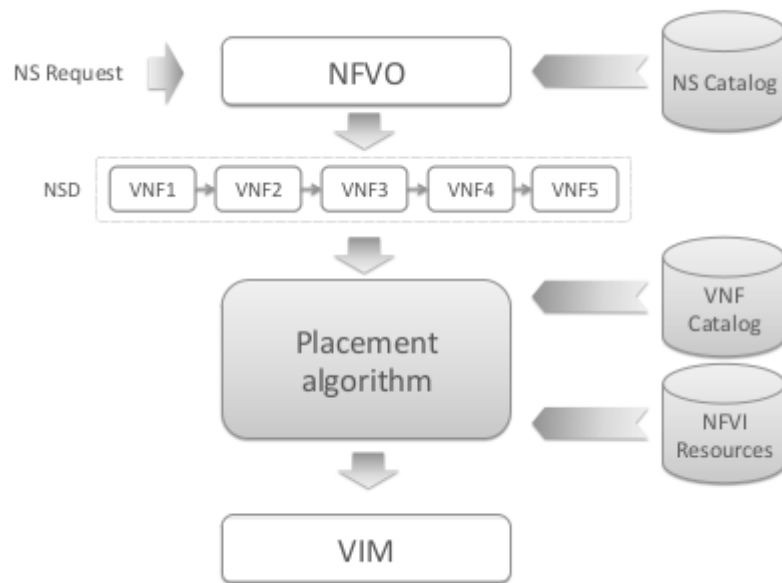 NS Request
NFVO
NS Catalog
NSD
VNF1
VNF2
VNF3
VNF4
VNF5
Placement
algorithm
VNF
Catalog
NFVI
Resources
VIM